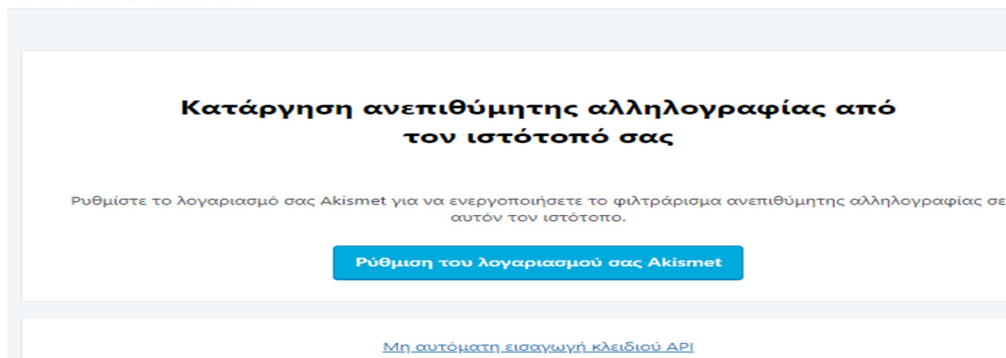 Κατάργηση ανεπιθύμητης αλληλογραφίας από
τον ιστότοπό σας
Ρυθμίστε το λογαριασμό σας Akismet για να ενεργοποιήσετε το φιλτράρισμα ανεπιθύμητης αλληλογραφίας σε
αυτόν τον ιστότοπο.
Ρύθμιση του λογαριασμού σας Akismet
Μη αυτόματη εισαγωγή κλειδιού API